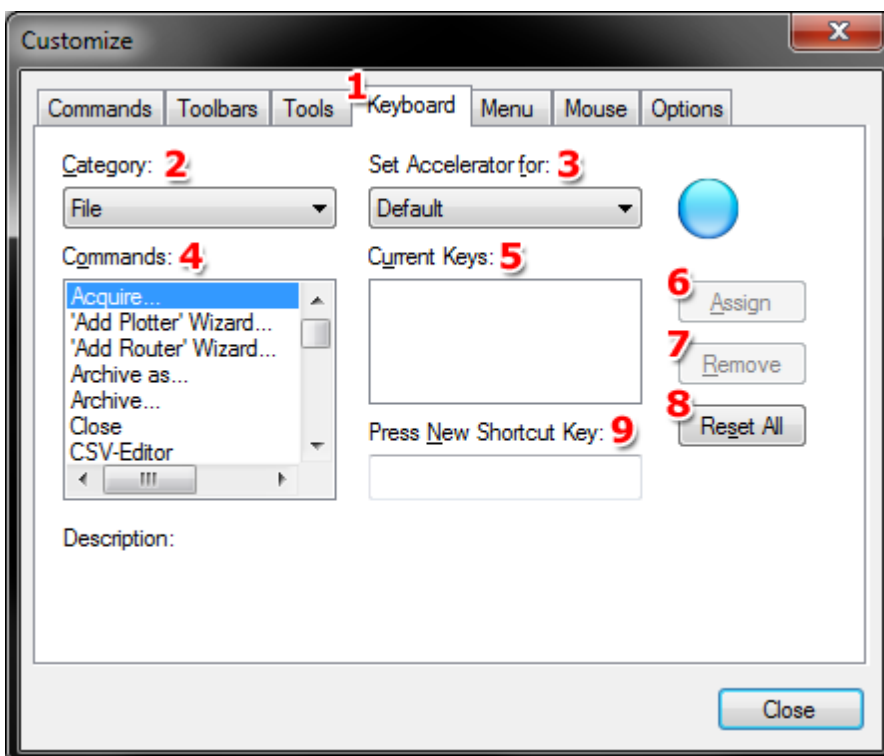 Customize
Commands Toolbars Tools 1 Keyboard Menu Mouse Options
Category: 2 Set Accelerator for: 3
File Default
Commands: 4 Current Keys: 5
Acquire...
'Add Plotter' Wizard...
'Add Router' Wizard...
Archive as...
Archive...
Close
CSV-Editor
6 Assign
7 Remove
8 Reset All
Press New Shortcut Key: 9
Description:
Close